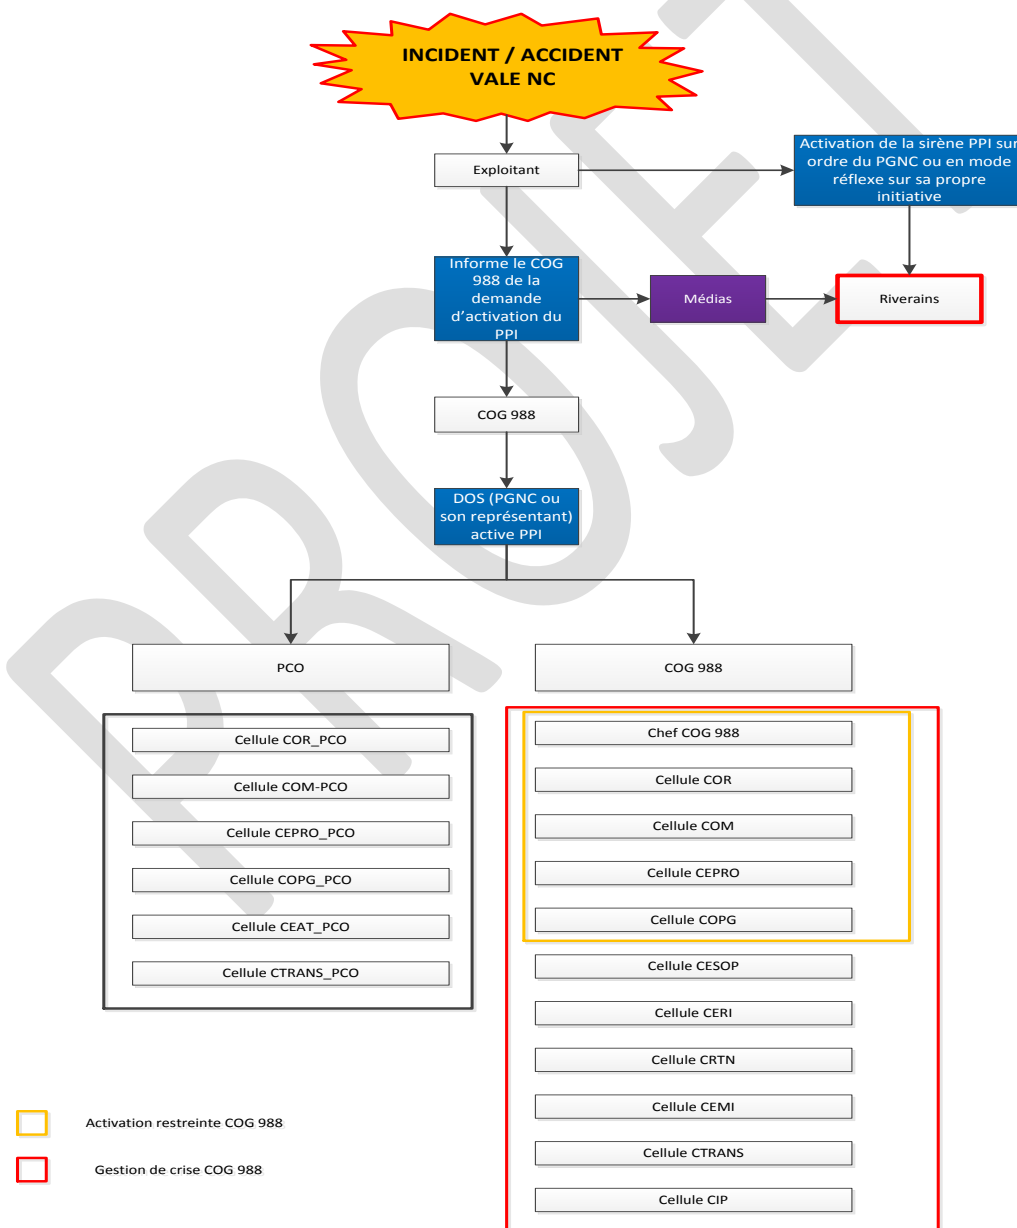 INCIDENT / ACCIDENT
VALE NC
Exploitant
Activation de la sirène PPI sur
ordre du PGNC ou en mode
réflexe sur sa propre
initiative
Informe le COG
988 de la
demande
d’activation du
PPI
Médias
Riverains
COG 988
DOS (PGNC ou
son représentant)
active PPI
PCO
COG 988
Cellule COR_PCO
Cellule COM-PCO
Cellule CEPRO_PCO
Cellule COPG_PCO
Cellule CEAT_PCO
Cellule CTRANS_PCO
Chef COG 988
Cellule COR
Cellule COM
Cellule CEPRO
Cellule COPG
Cellule CESOP
Cellule CERI
Cellule CRTN
Cellule CEMI
Cellule CTRANS
Cellule CIP
Activation restreinte COG 988
Gestion de crise COG 988
PROJET